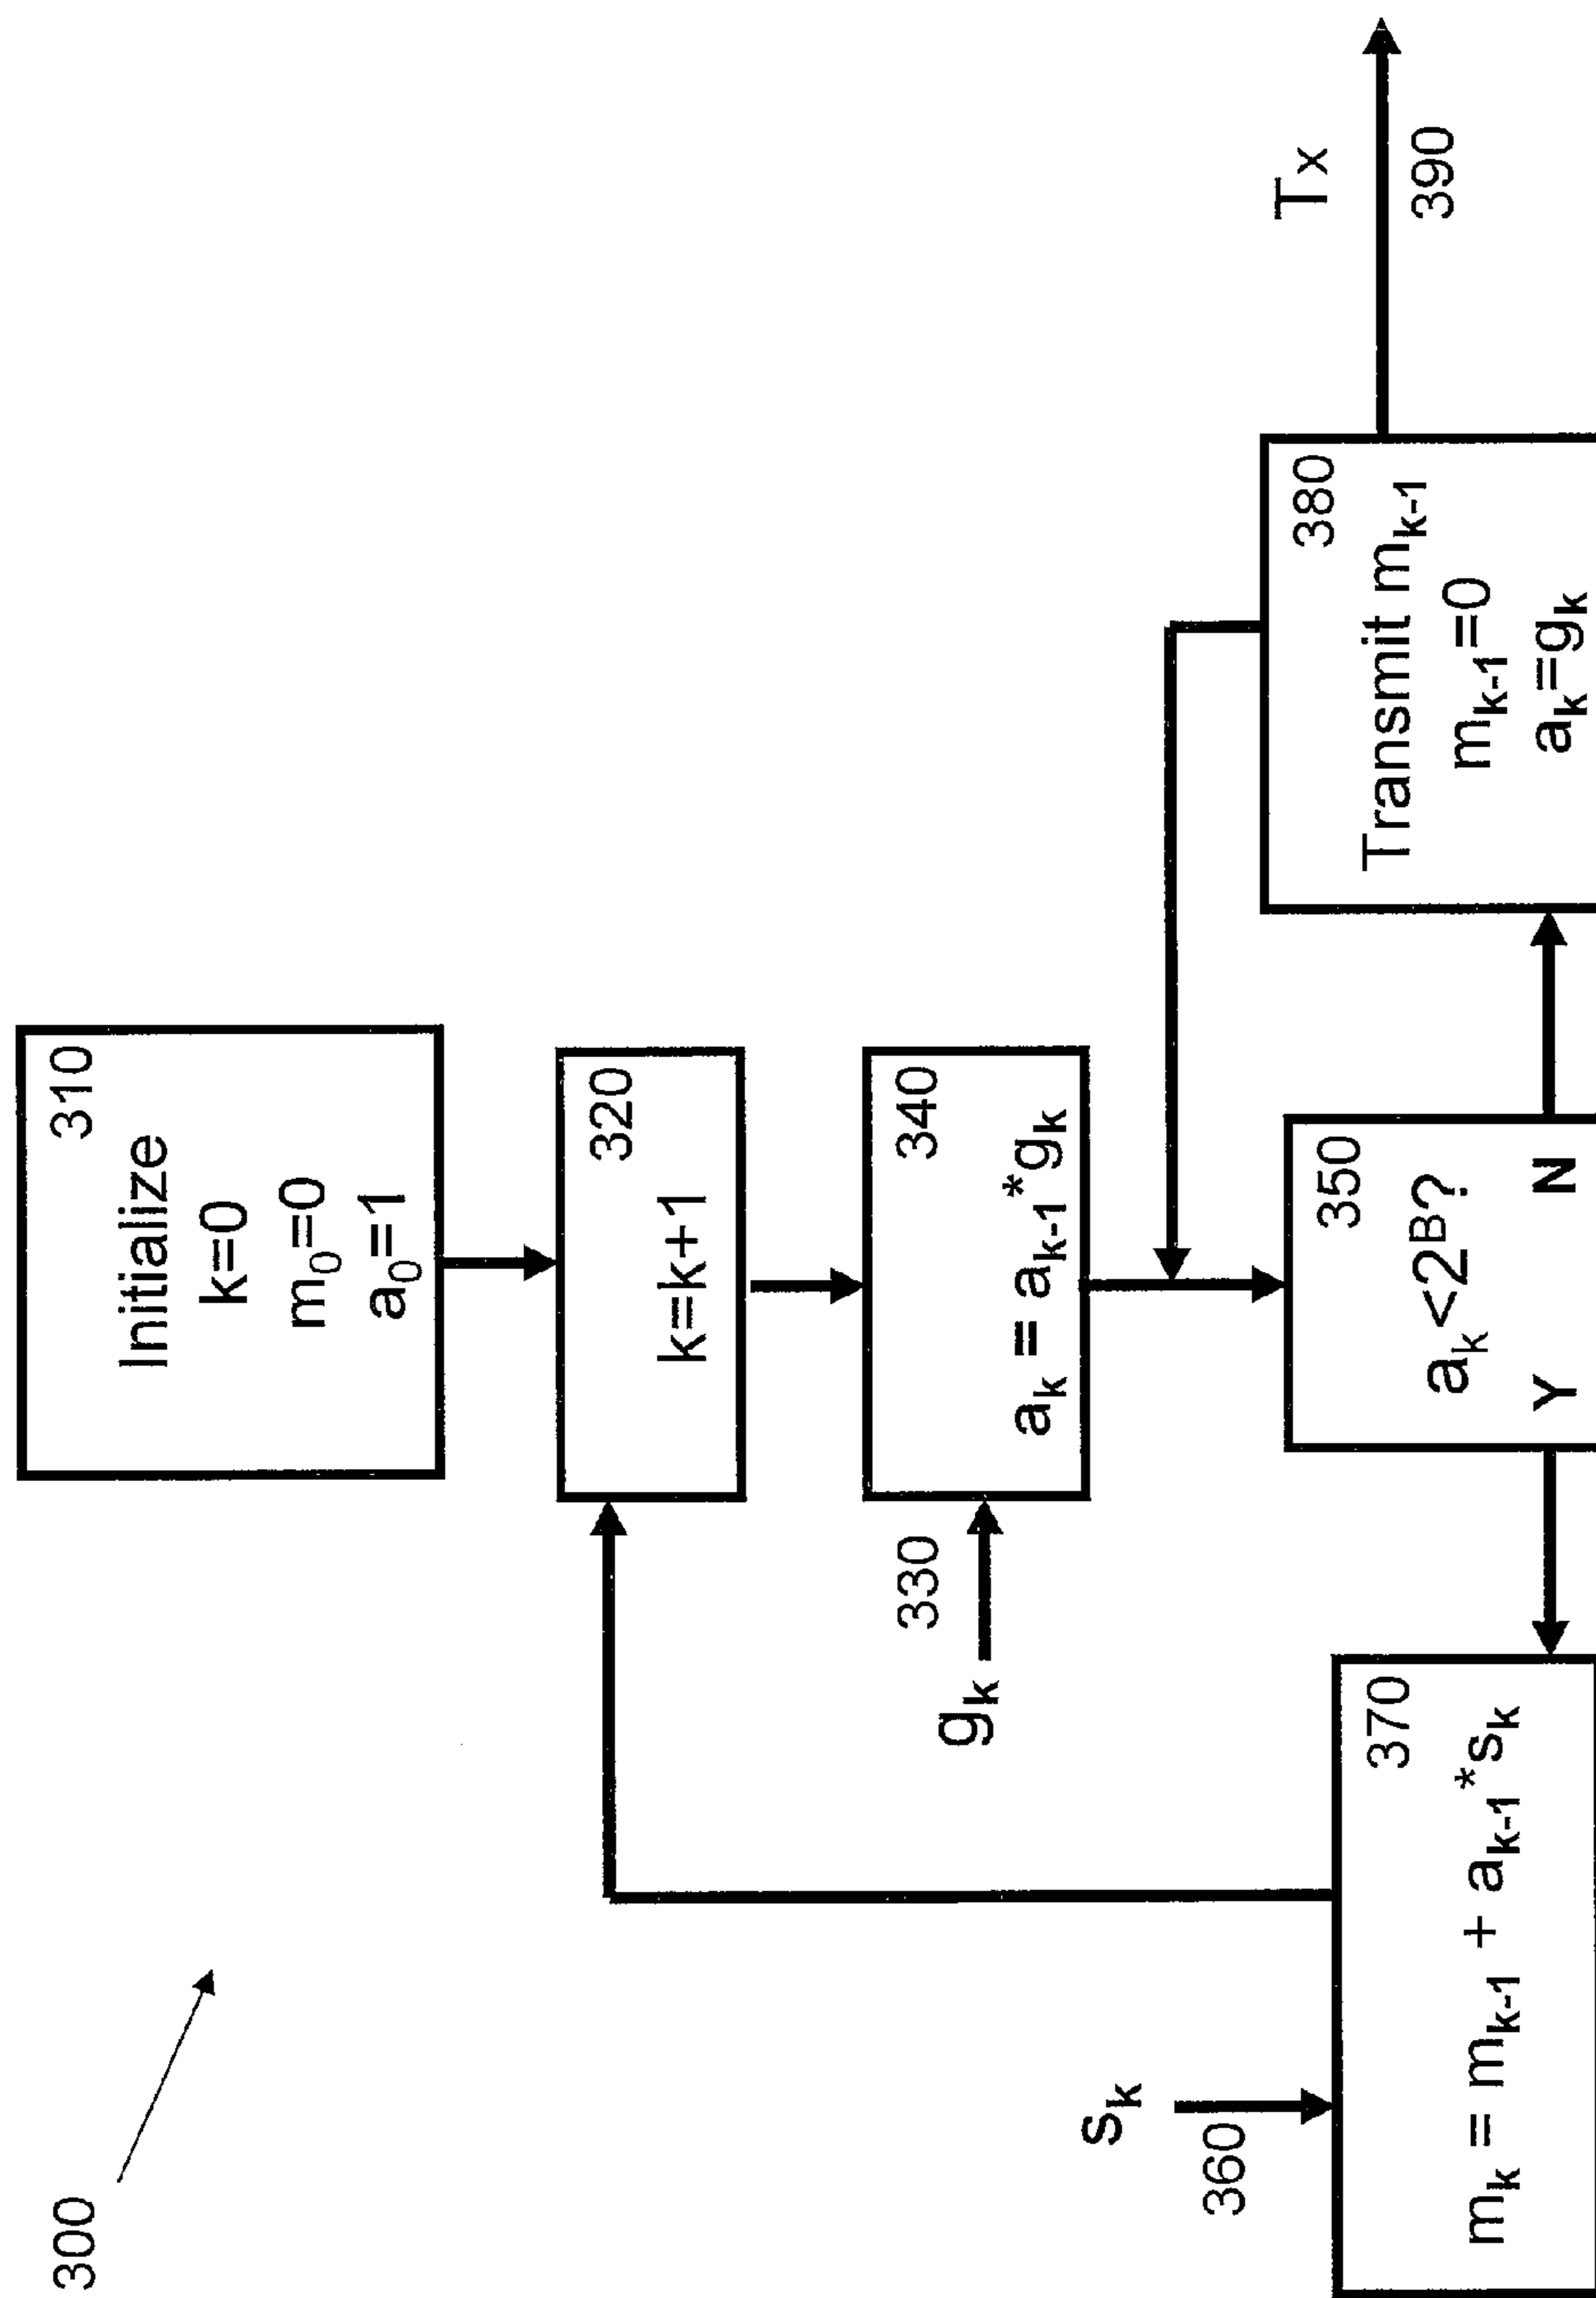 300
310
Initialize
k=0
m₀=0
a₀=1
320
k=k+1
330
gₖ
340
aₖ = aₖ₋₁*gₖ
350
aₖ<2ᴮ?
Y N
360
sₖ
370
mₖ = mₖ₋₁ + aₖ₋₁*sₖ
380
Transmit mₖ₋₁
mₖ₋₁=0
aₖ=gₖ
Tx
390